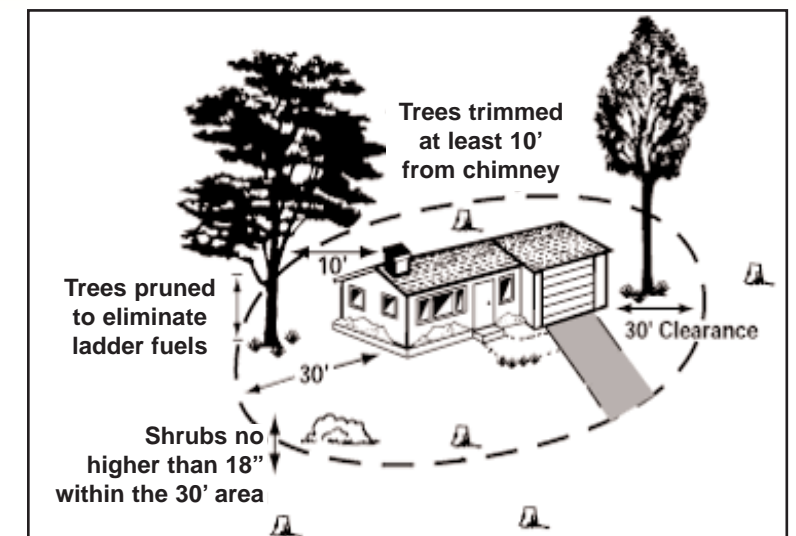 Trees trimmed
at least 10’
from chimney
10'
Trees pruned
to eliminate
ladder fuels
30' Clearance
30'
Shrubs no
higher than 18”
within the 30’ area